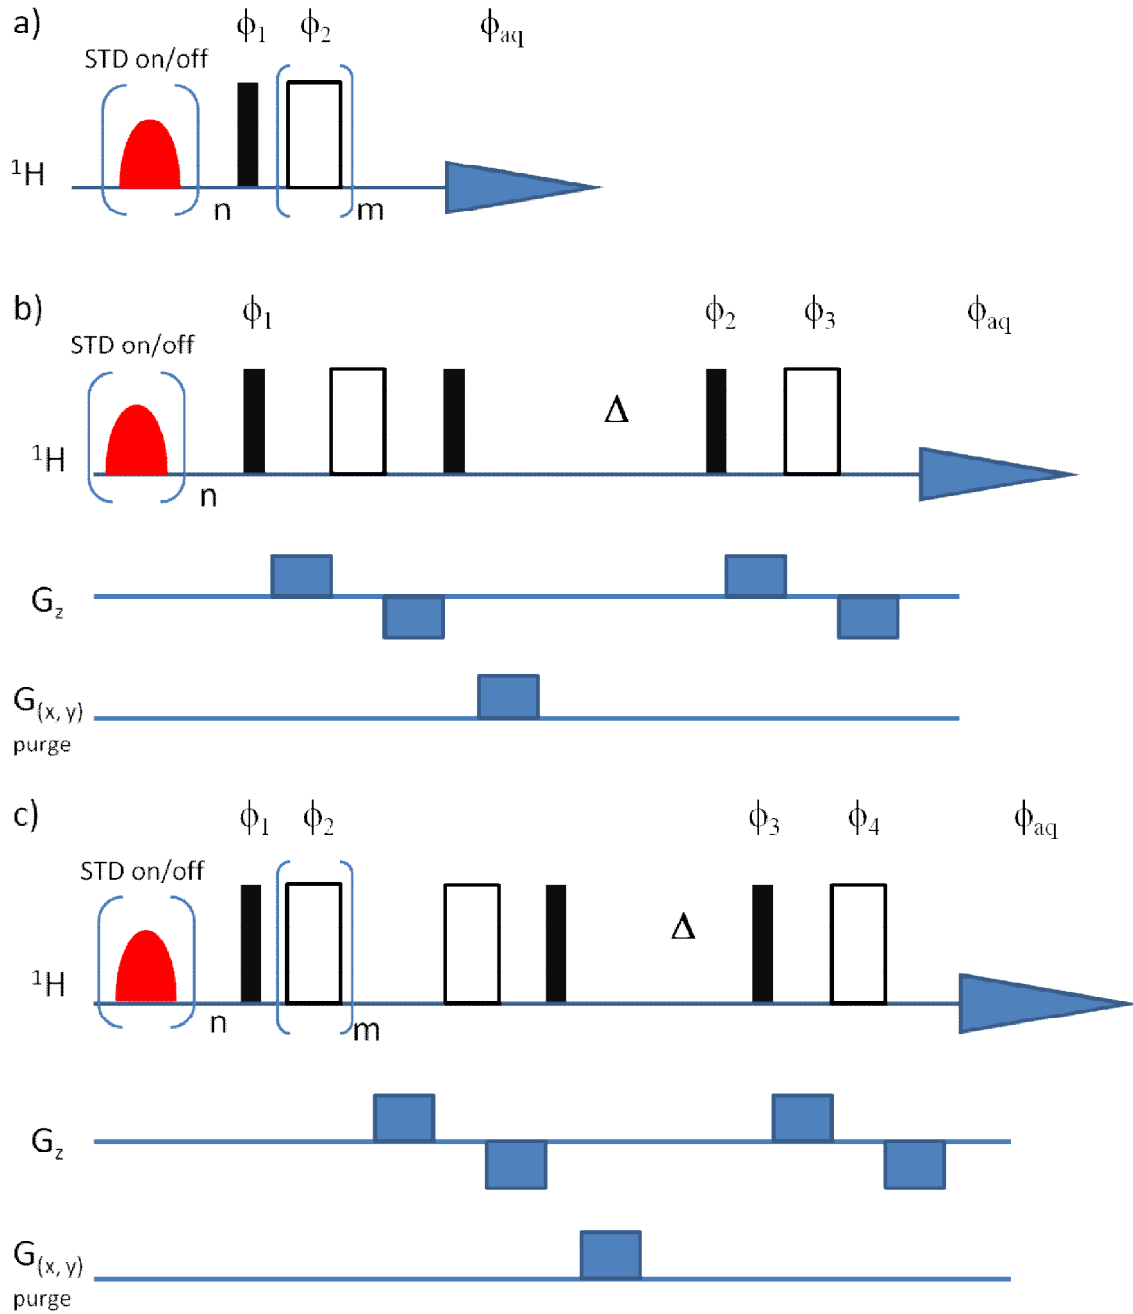 a)
ϕ1 ϕ2 ϕaq
STD on/off
1H
n m
b)
ϕ1 ϕ2 ϕ3 ϕaq
STD on/off
Δ
1H
n
Gz
G(x, y)
purge
c)
ϕ1 ϕ2 ϕ3 ϕ4 ϕaq
STD on/off
Δ
1H
n m
Gz
G(x, y)
purge